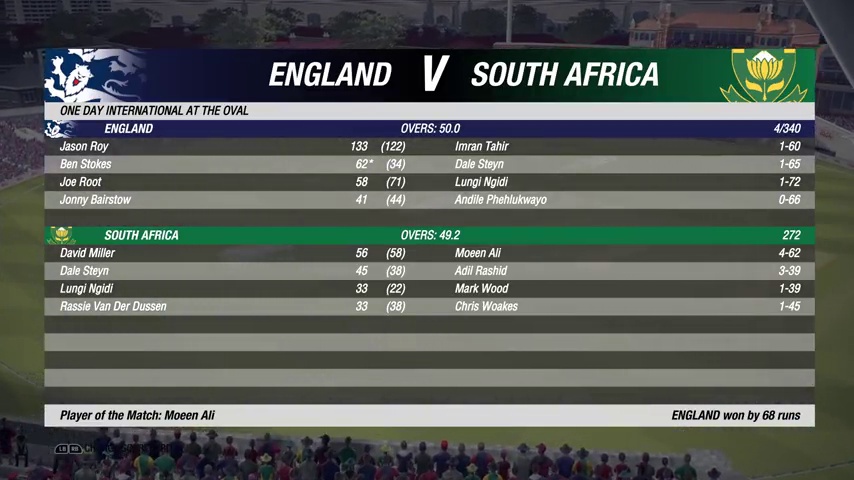 ENGLAND V SOUTH AFRICA
ONE DAY INTERNATIONAL AT THE OVAL
ENGLAND OVERS: 50.0 4/340
Jason Roy 133 (122) Imran Tahir 1-60
Ben Stokes 62* (34) Dale Steyn 1-65
Joe Root 58 (71) Lungi Ngidi 1-72
Jonny Bairstow 41 (44) Andile Phehlukwayo 0-66
SOUTH AFRICA OVERS: 49.2 272
David Miller 56 (58) Moeen Ali 4-62
Dale Steyn 45 (38) Adil Rashid 3-39
Lungi Ngidi 33 (22) Mark Wood 1-39
Rassie Van Der Dussen 33 (38) Chris Woakes 1-45
Player of the Match: Moeen Ali ENGLAND won by 68 runs
LB RB